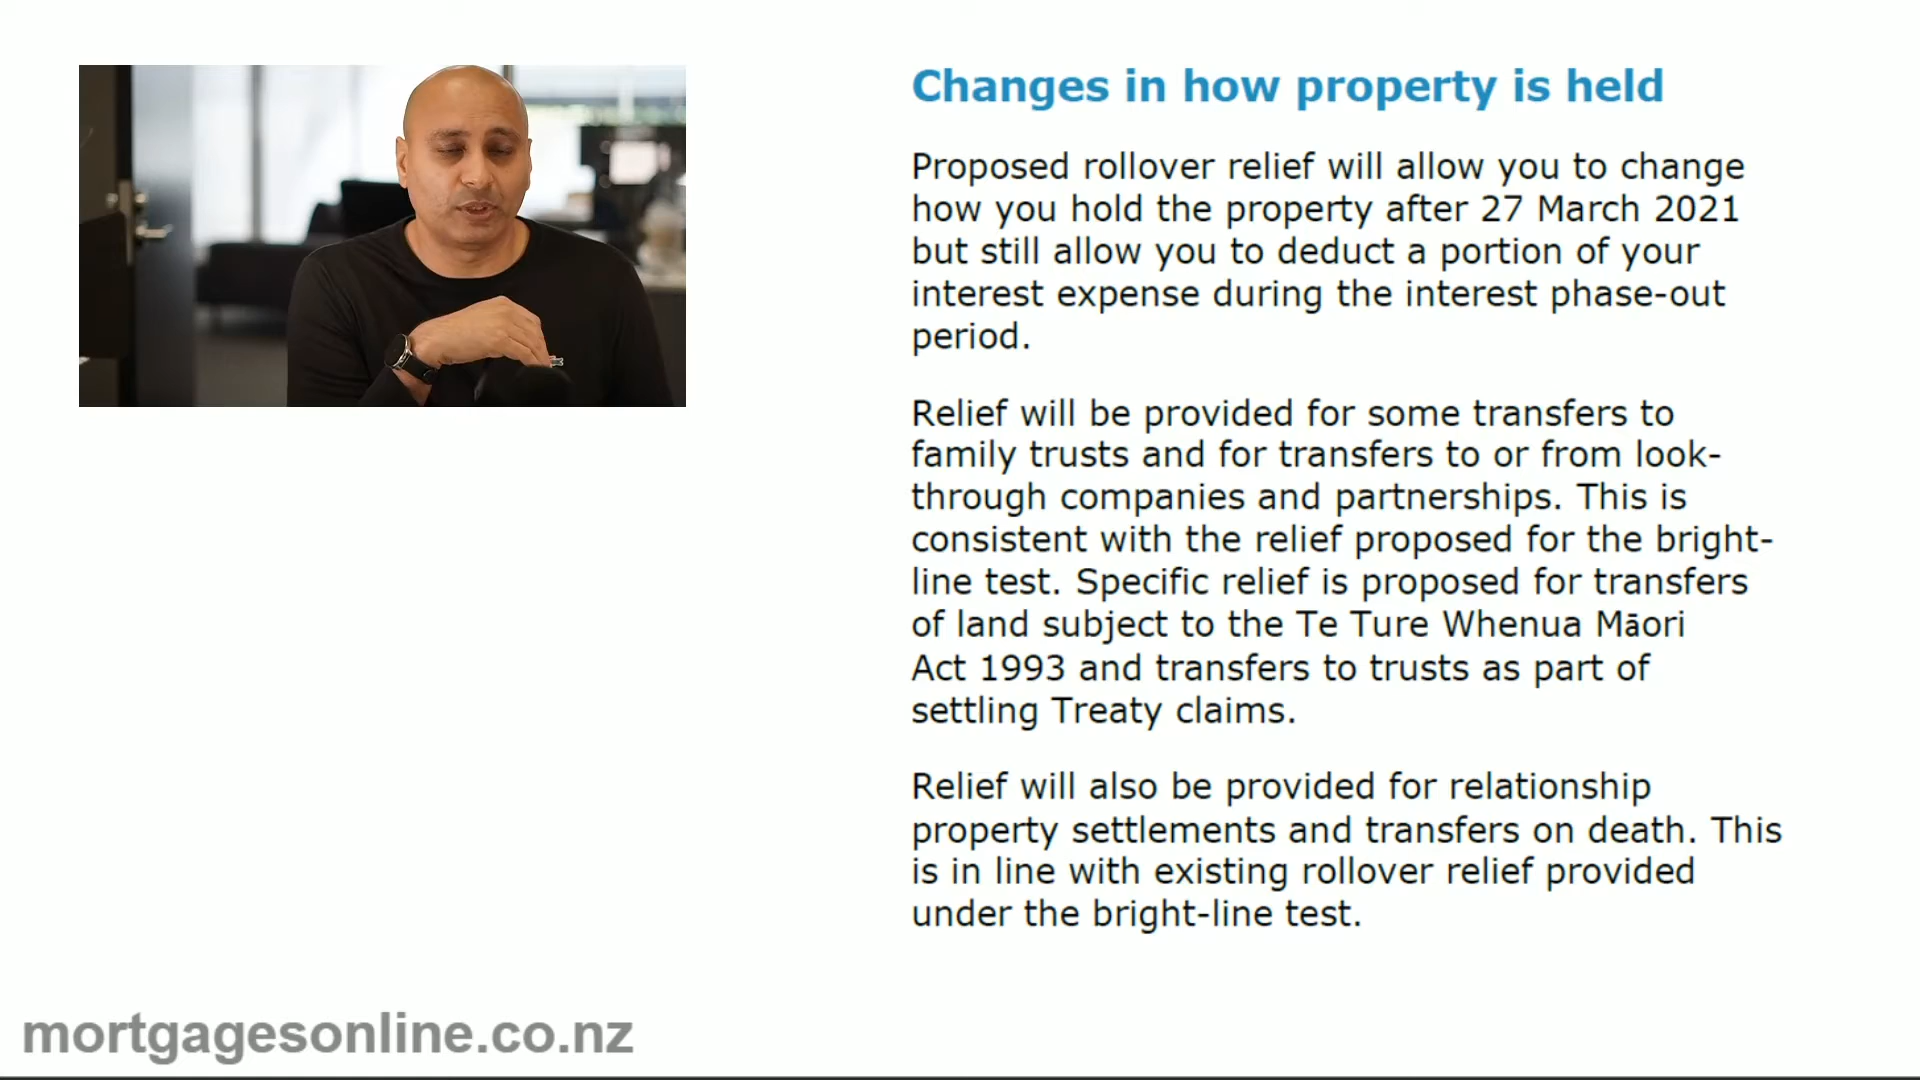 Changes in how property is held
Proposed rollover relief will allow you to change
how you hold the property after 27 March 2021
but still allow you to deduct a portion of your
interest expense during the interest phase-out
period.
Relief will be provided for some transfers to
family trusts and for transfers to or from look-
through companies and partnerships. This is
consistent with the relief proposed for the bright-
line test. Specific relief is proposed for transfers
of land subject to the Te Ture Whenua Māori
Act 1993 and transfers to trusts as part of
settling Treaty claims.
Relief will also be provided for relationship
property settlements and transfers on death. This
is in line with existing rollover relief provided
under the bright-line test.
mortgagesonline.co.nz